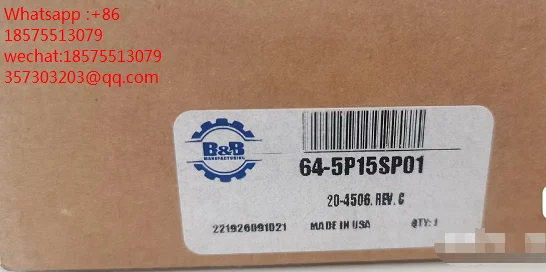 Whatsapp :+86
18575513079
wechat:18575513079
357303203@qq.com
B&B
MANUFACTURING
64-5P15SP01
20-4506. REV. C
221926091021
MADE IN USA
QTY: 1